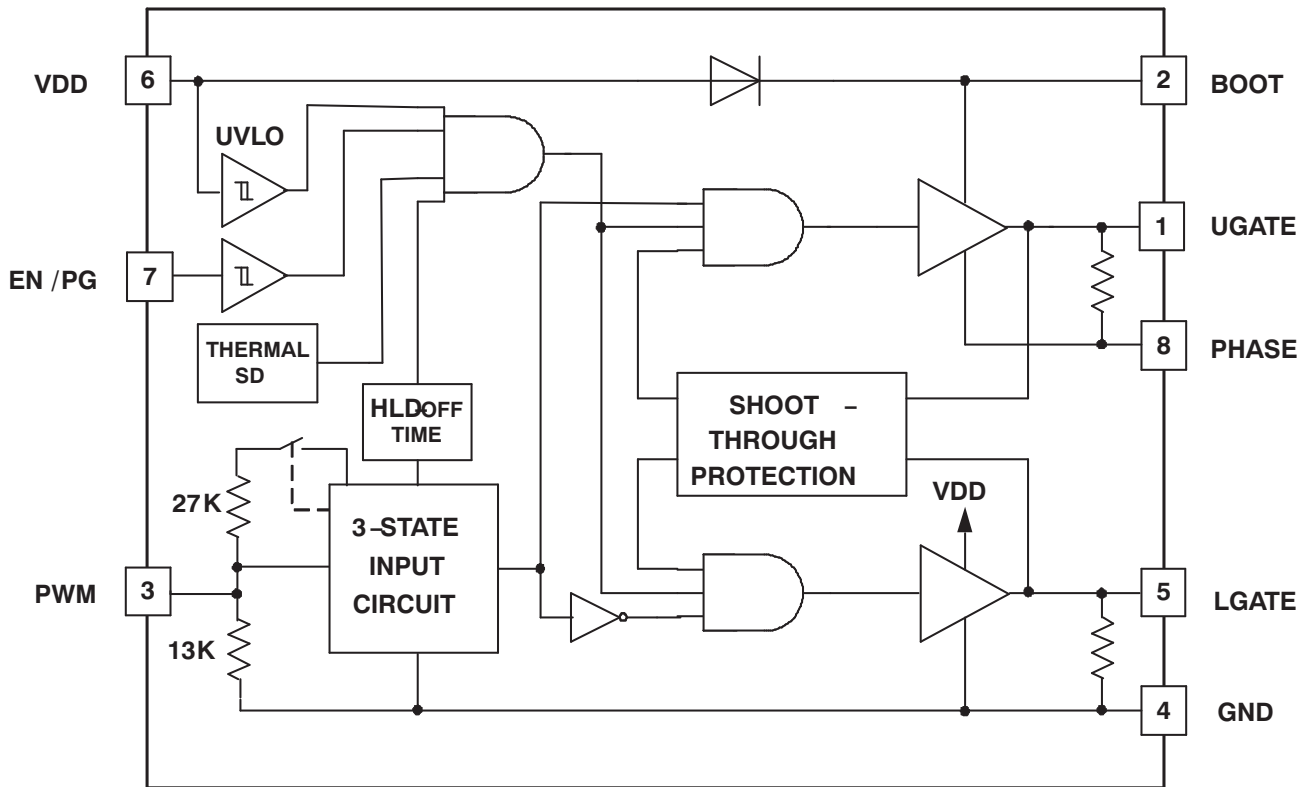 VDD
6
2
BOOT
UVLO
1
UGATE
EN /PG
7
THERMAL
SD
8
PHASE
HLD-OFF
TIME
SHOOT –
THROUGH
PROTECTION
27K
3–STATE
INPUT
CIRCUIT
VDD
PWM
3
5
LGATE
13K
4
GND